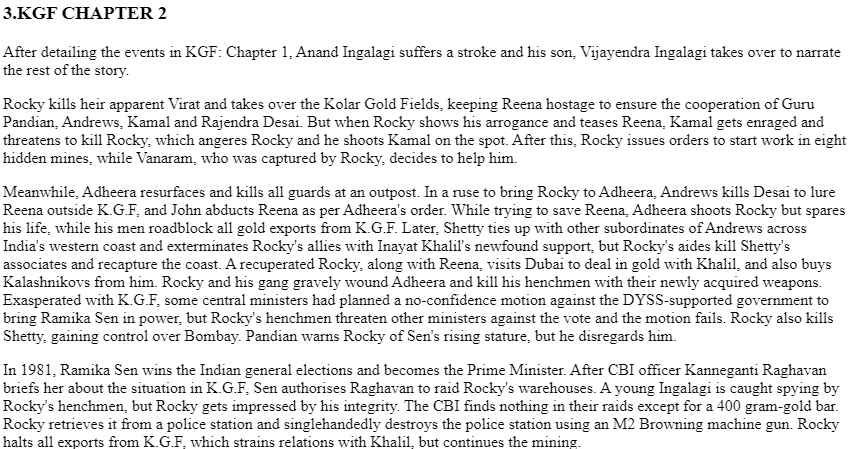 3.KGF CHAPTER 2
After detailing the events in KGF: Chapter 1, Anand Ingalagi suffers a stroke and his son, Vijayendra Ingalagi takes over to narrate
the rest of the story.
Rocky kills heir apparent Virat and takes over the Kolar Gold Fields, keeping Reena hostage to ensure the cooperation of Guru
Pandian, Andrews, Kamal and Rajendra Desai. But when Rocky shows his arrogance and teases Reena, Kamal gets enraged and
threatens to kill Rocky, which angeres Rocky and he shoots Kamal on the spot. After this, Rocky issues orders to start work in eight
hidden mines, while Vanaram, who was captured by Rocky, decides to help him.
Meanwhile, Adheera resurfaces and kills all guards at an outpost. In a ruse to bring Rocky to Adheera, Andrews kills Desai to lure
Reena outside K.G.F, and John abducts Reena as per Adheera's order. While trying to save Reena, Adheera shoots Rocky but spares
his life, while his men roadblock all gold exports from K.G.F. Later, Shetty ties up with other subordinates of Andrews across
India's western coast and exterminates Rocky's allies with Inayat Khalil's newfound support, but Rocky's aides kill Shetty's
associates and recapture the coast. A recuperated Rocky, along with Reena, visits Dubai to deal in gold with Khalil, and also buys
Kalashnikovs from him. Rocky and his gang gravely wound Adheera and kill his henchmen with their newly acquired weapons.
Exasperated with K.G.F, some central ministers had planned a no-confidence motion against the DYSS-supported government to
bring Ramika Sen in power, but Rocky's henchmen threaten other ministers against the vote and the motion fails. Rocky also kills
Shetty, gaining control over Bombay. Pandian warns Rocky of Sen's rising stature, but he disregards him.
In 1981, Ramika Sen wins the Indian general elections and becomes the Prime Minister. After CBI officer Kanneganti Raghavan
briefs her about the situation in K.G.F, Sen authorises Raghavan to raid Rocky's warehouses. A young Ingalagi is caught spying by
Rocky's henchmen, but Rocky gets impressed by his integrity. The CBI finds nothing in their raids except for a 400 gram-gold bar.
Rocky retrieves it from a police station and singlehandedly destroys the police station using an M2 Browning machine gun. Rocky
halts all exports from K.G.F, which strains relations with Khalil, but continues the mining.